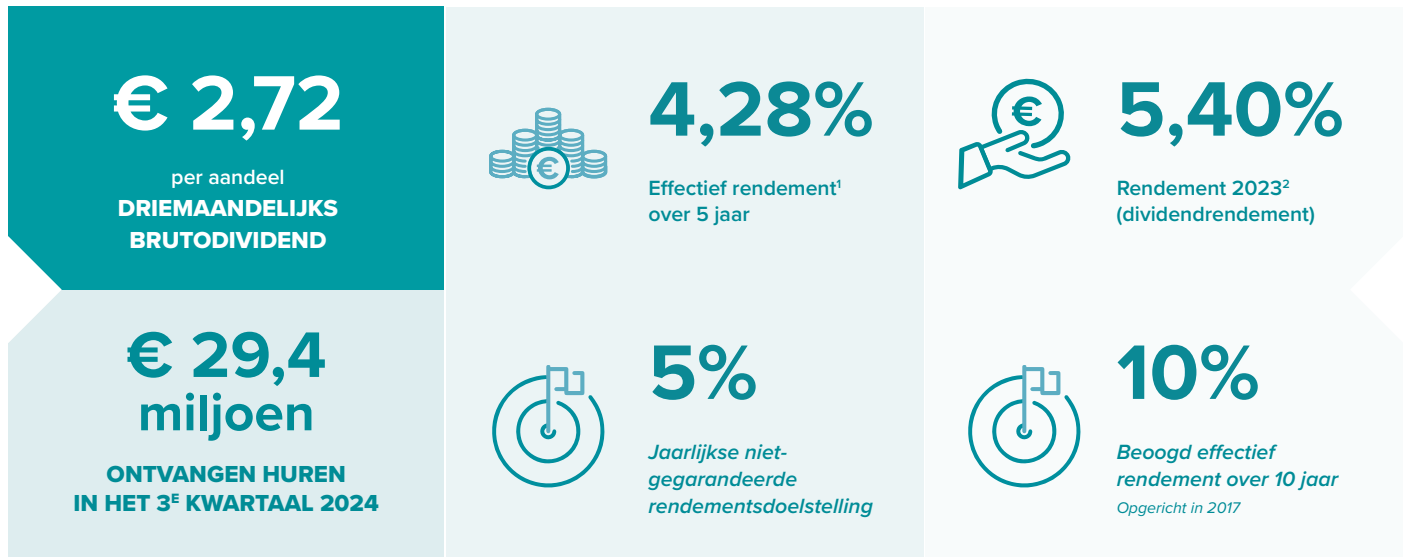 € 2,72
per aandeel
DRIEMAANDELIJKS
BRUTODIVIDEND
€ 29,4
miljoen
ONTVANGEN HUREN
IN HET 3E KWARTAAL 2024
€
4,28%
Effectief rendement¹
over 5 jaar
€
5,40%
Rendement 2023²
(dividendrendement)
5%
Jaarlijkse niet-
gegarandeerde
rendementsdoelstelling
10%
Beoogd effectief
rendement over 10 jaar
Opgericht in 2017